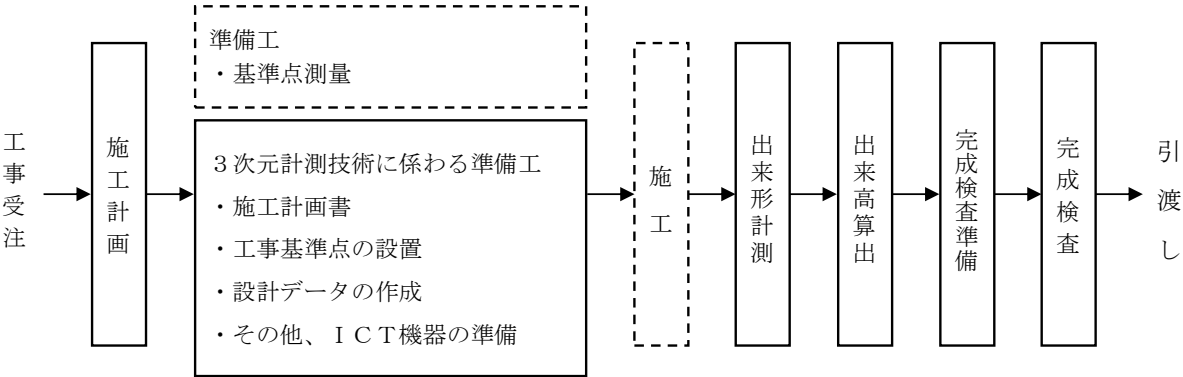 工事受注
施工計画
準備工
・基準点測量
３次元計測技術に係わる準備工
・施工計画書
・工事基準点の設置
・設計データの作成
・その他、ＩＣＴ機器の準備
施工
出来形計測
出来高算出
完成検査準備
完成検査
引渡し